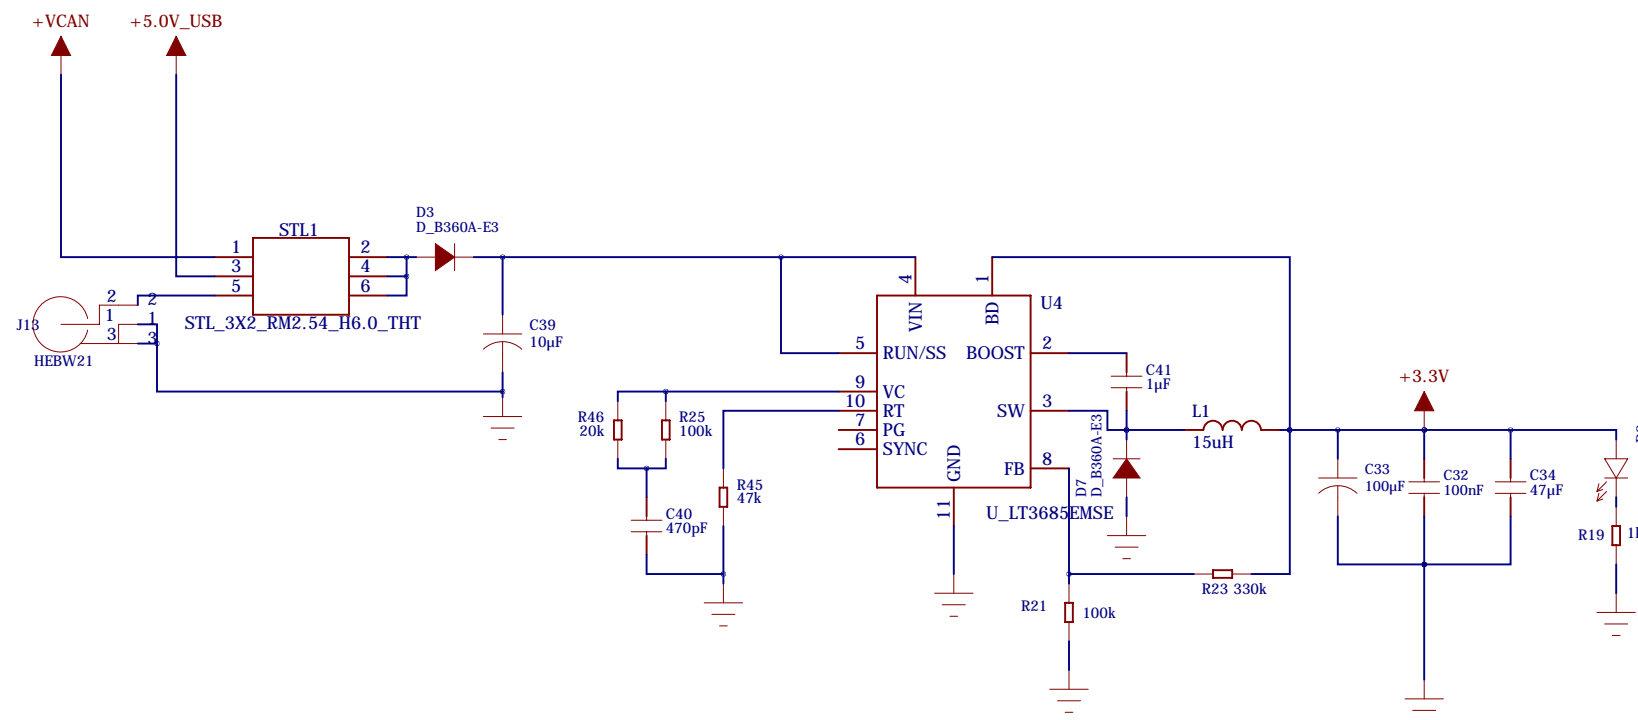 +VCAN
+5.0V_USB
STL1
1
3
5
2
4
6
STL_3X2_RM2.54_H6.0_THT
D3
D_B360A-E3
J13
HEBW21
2
1
3
2
1
3
C39
10µF
R46
20k
R25
100k
C40
470pF
R45
47k
5
9
10
7
6
4
1
2
3
8
11
VIN
BD
U4
RUN/SS
BOOST
VC
RT
SW
PG
SYNC
FB
GND
U_LT3685EMSE
C41
1µF
D7
D_B360A-E3
L1
15uH
R21
100k
R23 330k
+3.3V
C33
100µF
C32
100nF
C34
47µF
R19